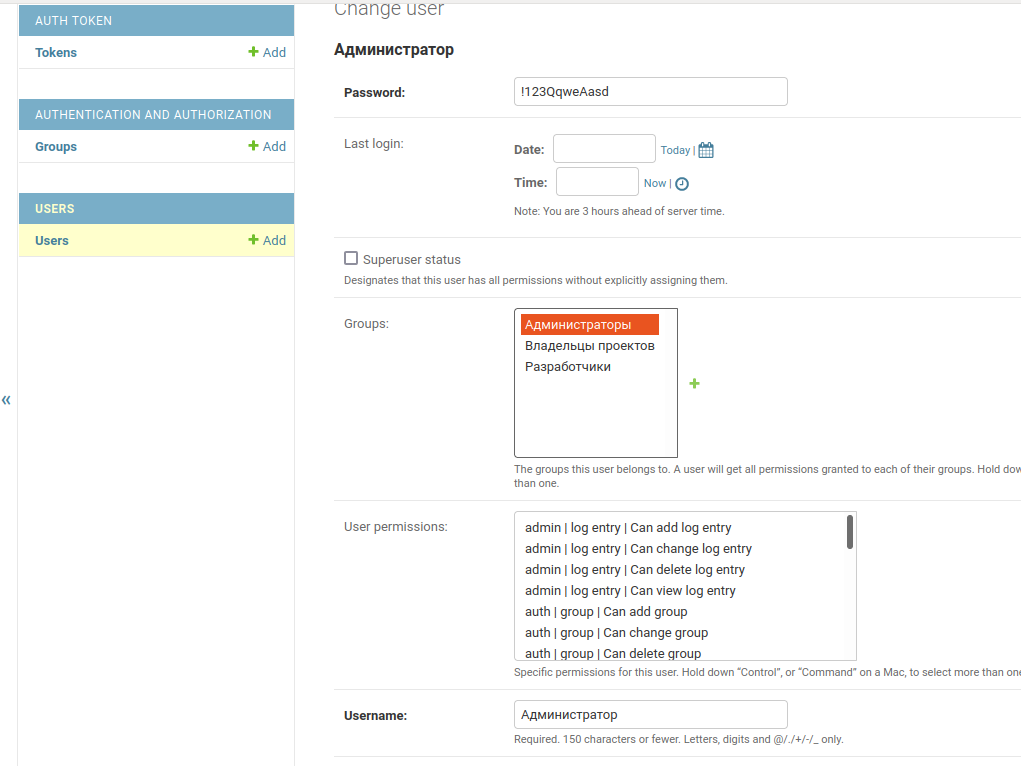 Change user
AUTH TOKEN
Tokens
Add
AUTHENTICATION AND AUTHORIZATION
Groups
Add
USERS
Users
Add
«
Администратор
Password:
!123QqweAasd
Last login:
Date:
Today |
Time:
Now |
Note: You are 3 hours ahead of server time.
Superuser status
Designates that this user has all permissions without explicitly assigning them.
Groups:
Администраторы
Владельцы проектов
Разработчики
The groups this user belongs to. A user will get all permissions granted to each of their groups. Hold dow
than one.
User permissions:
admin | log entry | Can add log entry
admin | log entry | Can change log entry
admin | log entry | Can delete log entry
admin | log entry | Can view log entry
auth | group | Can add group
auth | group | Can change group
auth | group | Can delete group
Specific permissions for this user. Hold down “Control”, or “Command” on a Mac, to select more than one
Username:
Администратор
Required. 150 characters or fewer. Letters, digits and @/./+/-/_ only.